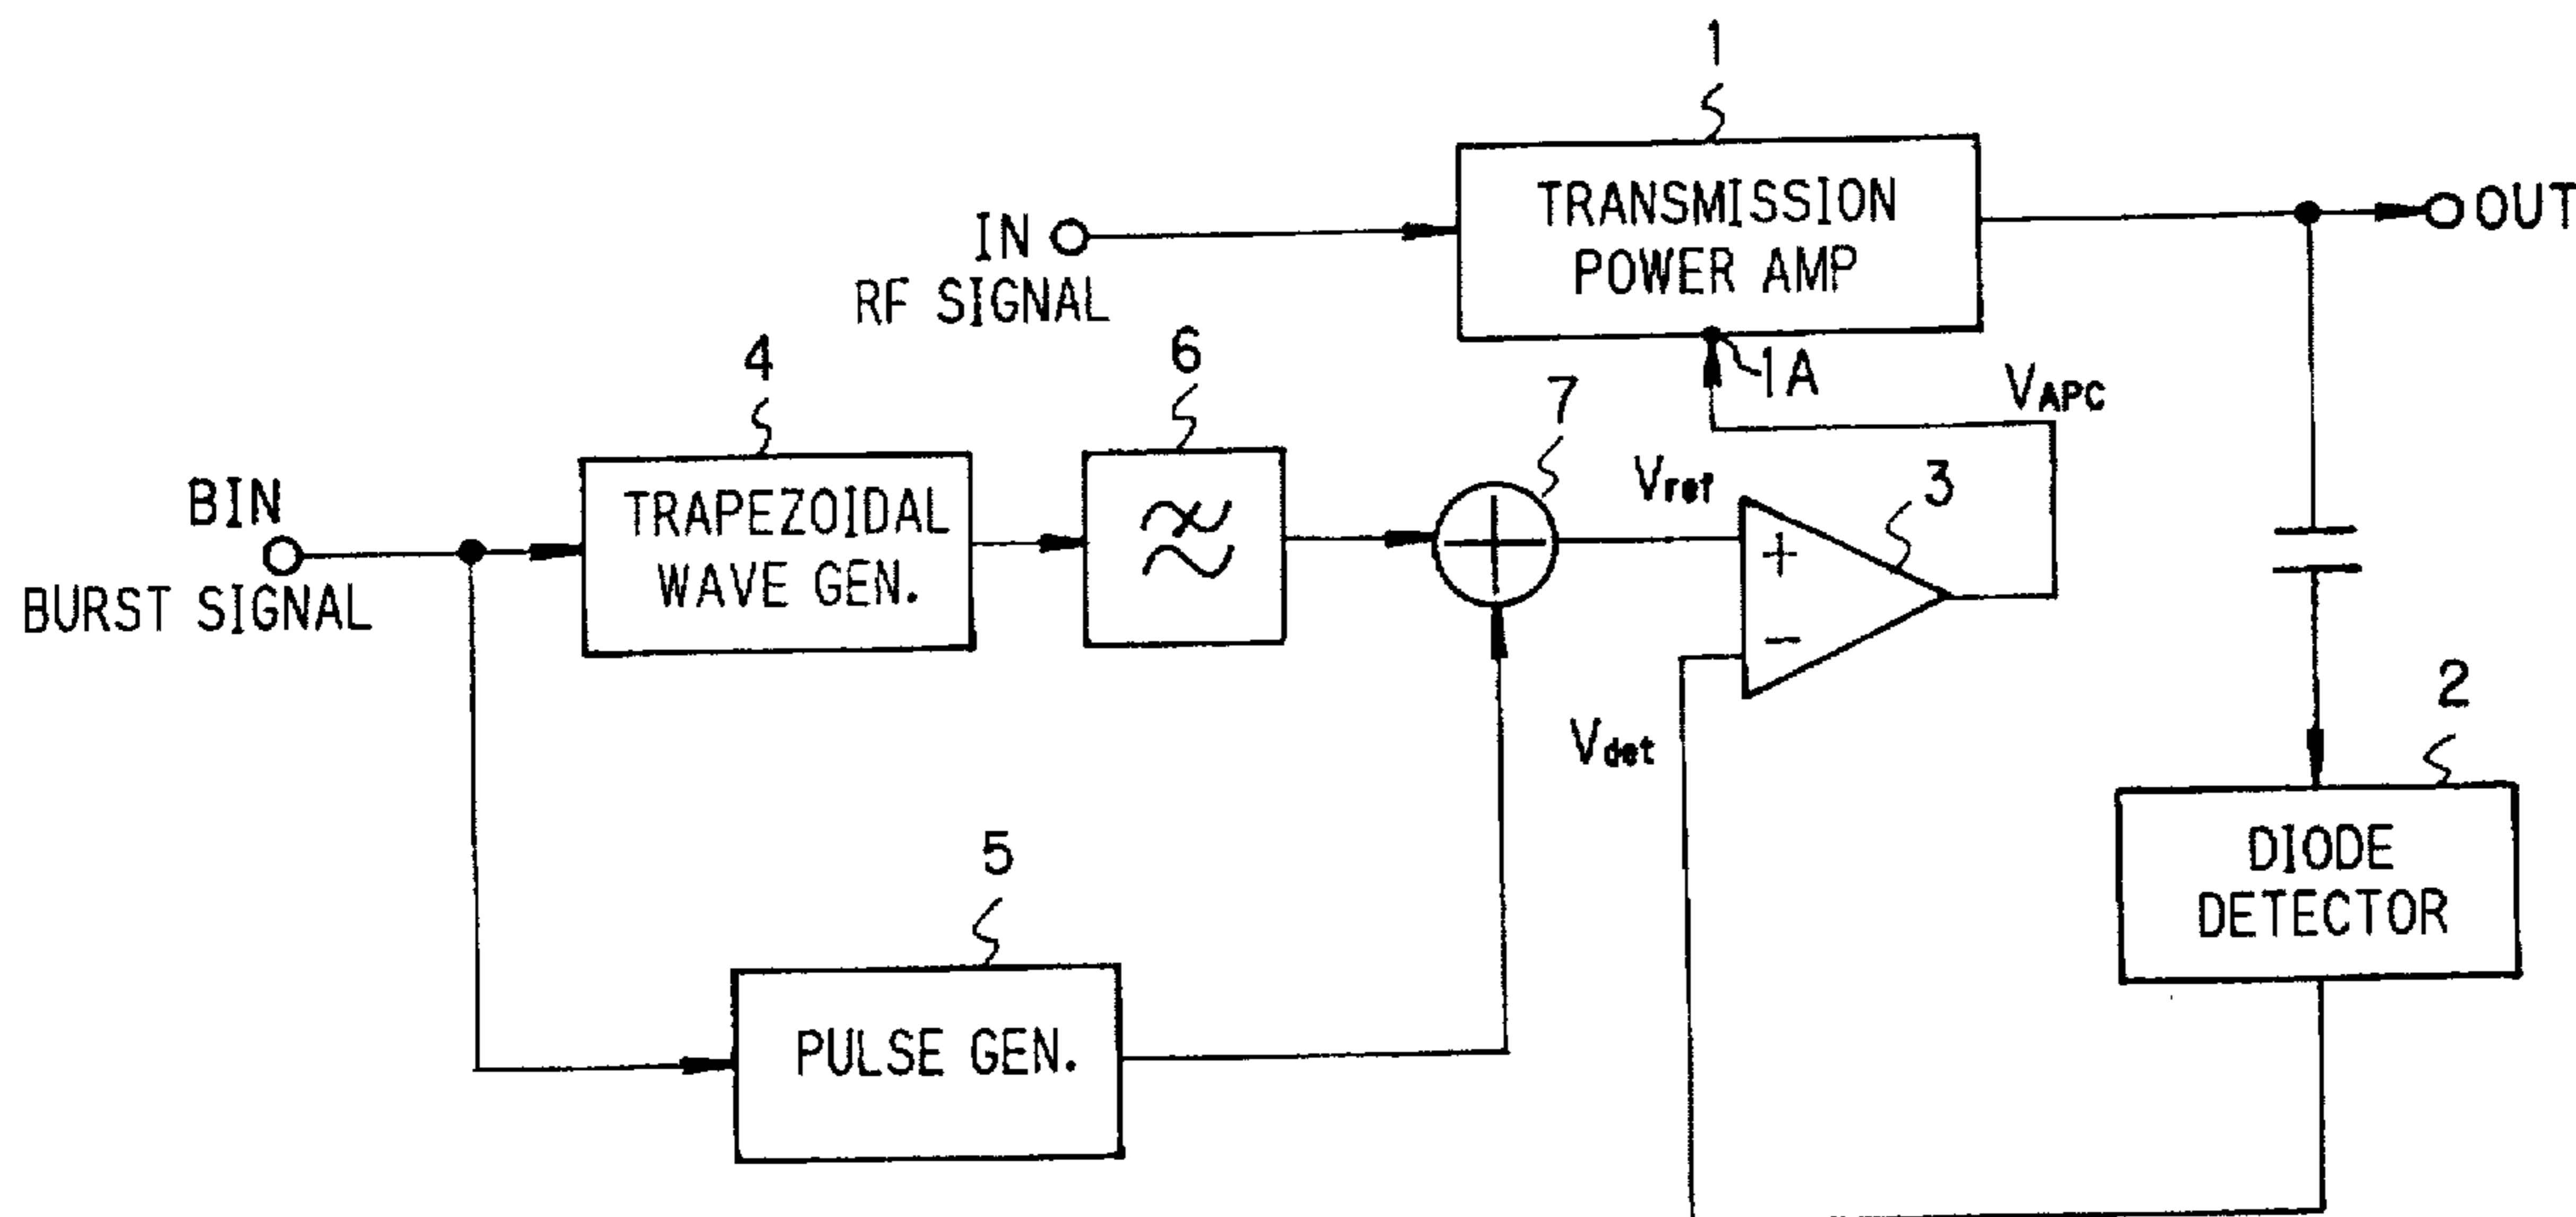 1
TRANSMISSION
POWER AMP
IN
RF SIGNAL
OUT
1A
VAPC
4
6
7
Vref
3
BIN
BURST SIGNAL
TRAPEZOIDAL
WAVE GEN.
+
-
Vdet
2
DIODE
DETECTOR
5
PULSE GEN.